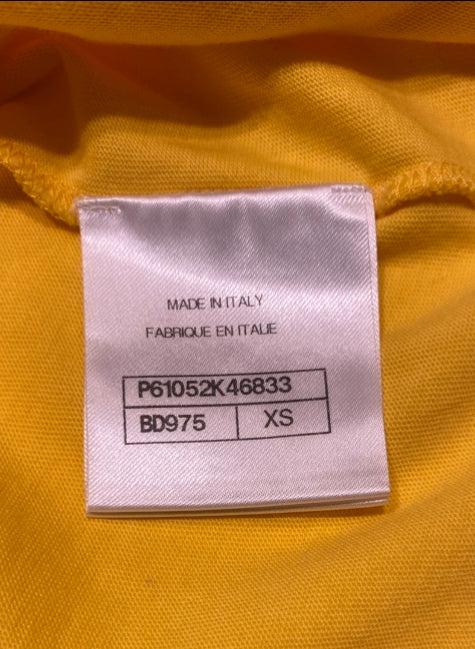 MADE IN ITALY
FABRIQUE EN ITALIE
P61052K46833
BD975 XS